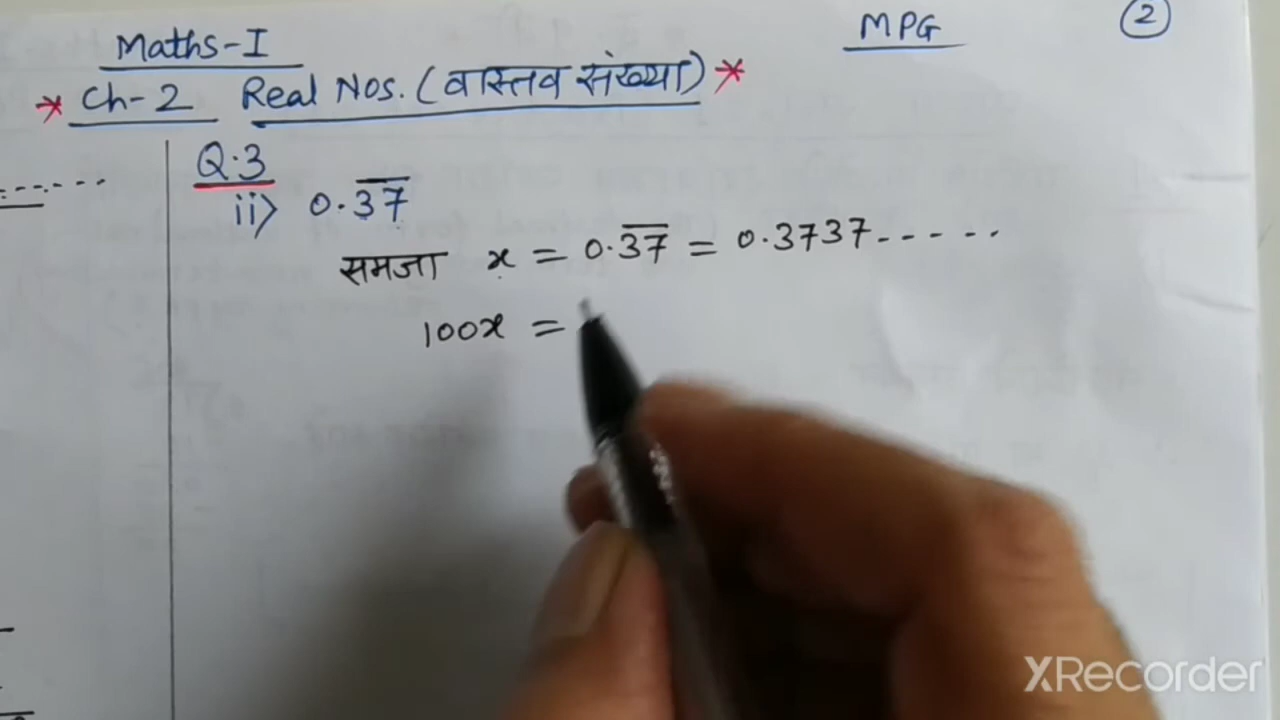 Maths-I MPG 2
* Ch-2 Real Nos. (वास्तव संख्या) *
Q.3
ii> 0.3̅7̅
समजा x = 0.3̅7̅ = 0.3737-----
100x =
XRecorder